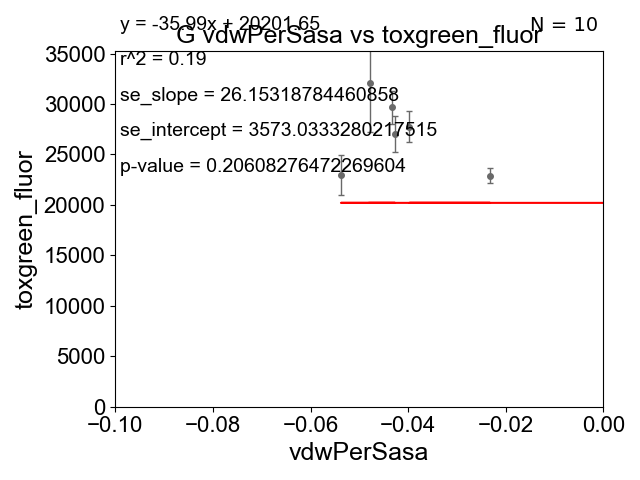 y = -35.99x + 20201.65
N = 10
G vdwPerSasa vs toxgreen_fluor
r^2 = 0.19
se_slope = 26.15318784460858
se_intercept = 3573.0333280217515
p-value = 0.20608276472269604
toxgreen_fluor
35000
30000
25000
20000
15000
10000
5000
0
−0.10 −0.08 −0.06 −0.04 −0.02 0.00
vdwPerSasa